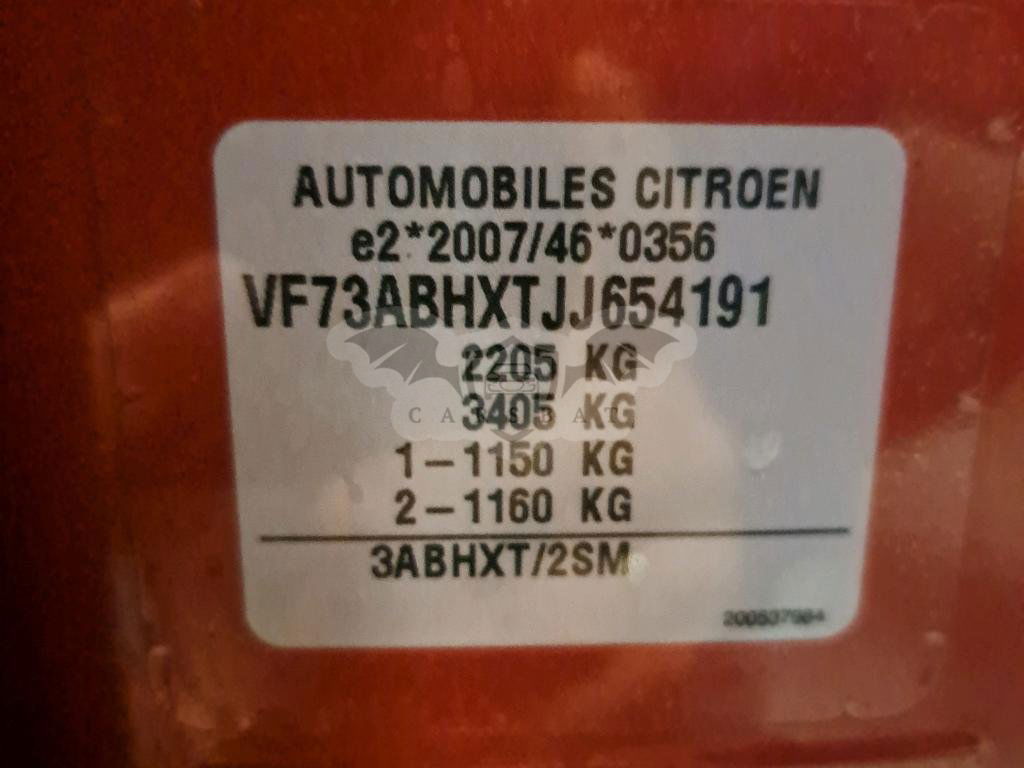 AUTOMOBILES CITROEN
e2*2007/46*0356
VF73ABHXTJJ654191
2205 KG
CARSBAT
3405 KG
1-1150 KG
2-1160 KG
3ABHXT/2SM